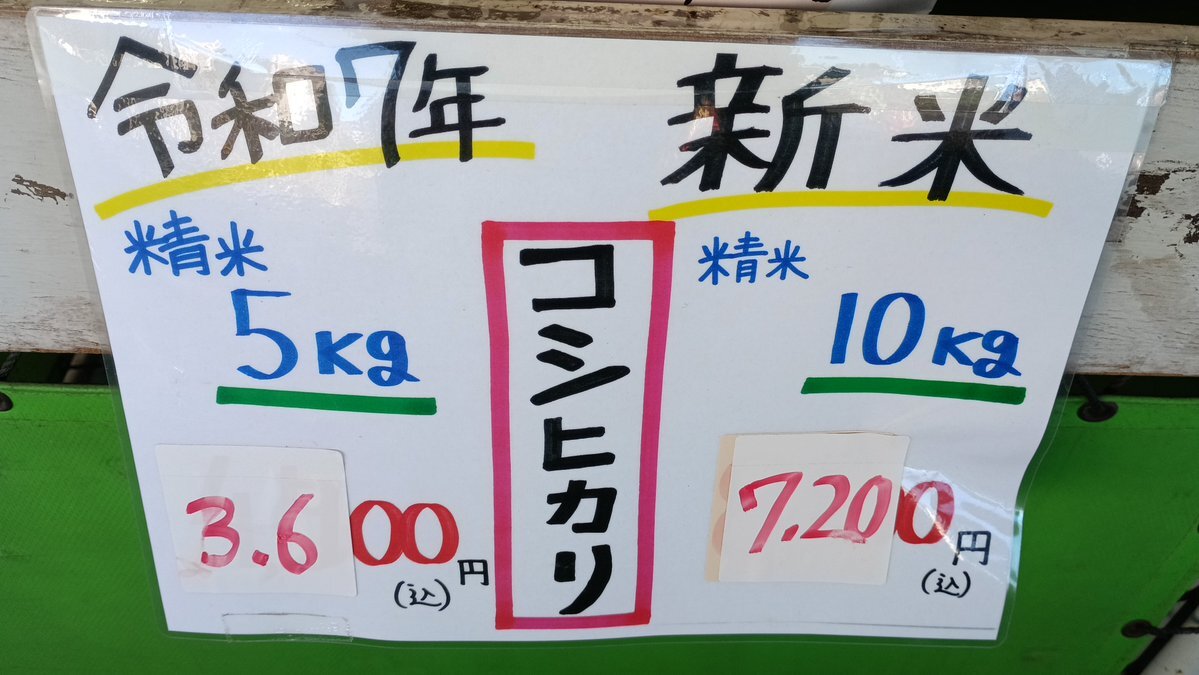 令和7年 新米
コシヒカリ
精米
5Kg
3.600円
(込)
精米
10Kg
7.200円
(込)